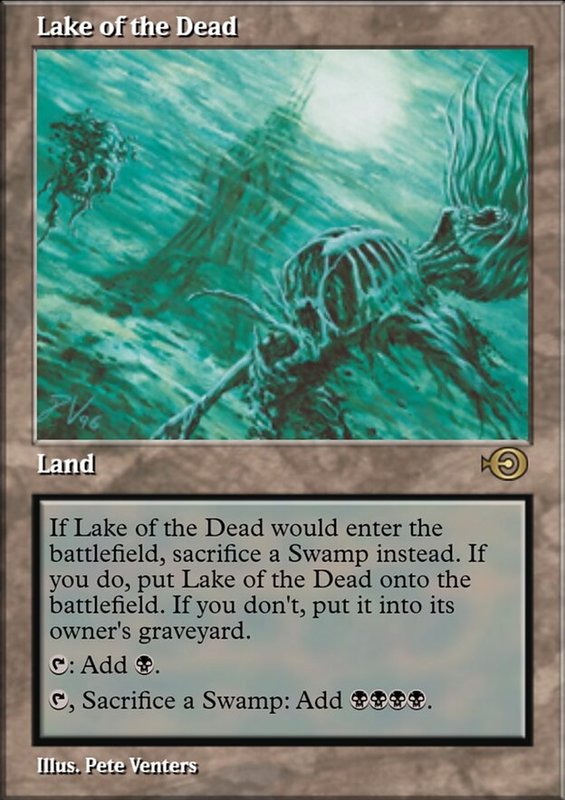 Lake of the Dead
PV96
Land
If Lake of the Dead would enter the
battlefield, sacrifice a Swamp instead. If
you do, put Lake of the Dead onto the
battlefield. If you don't, put it into its
owner's graveyard.
: Add .
, Sacrifice a Swamp: Add .
Illus. Pete Venters